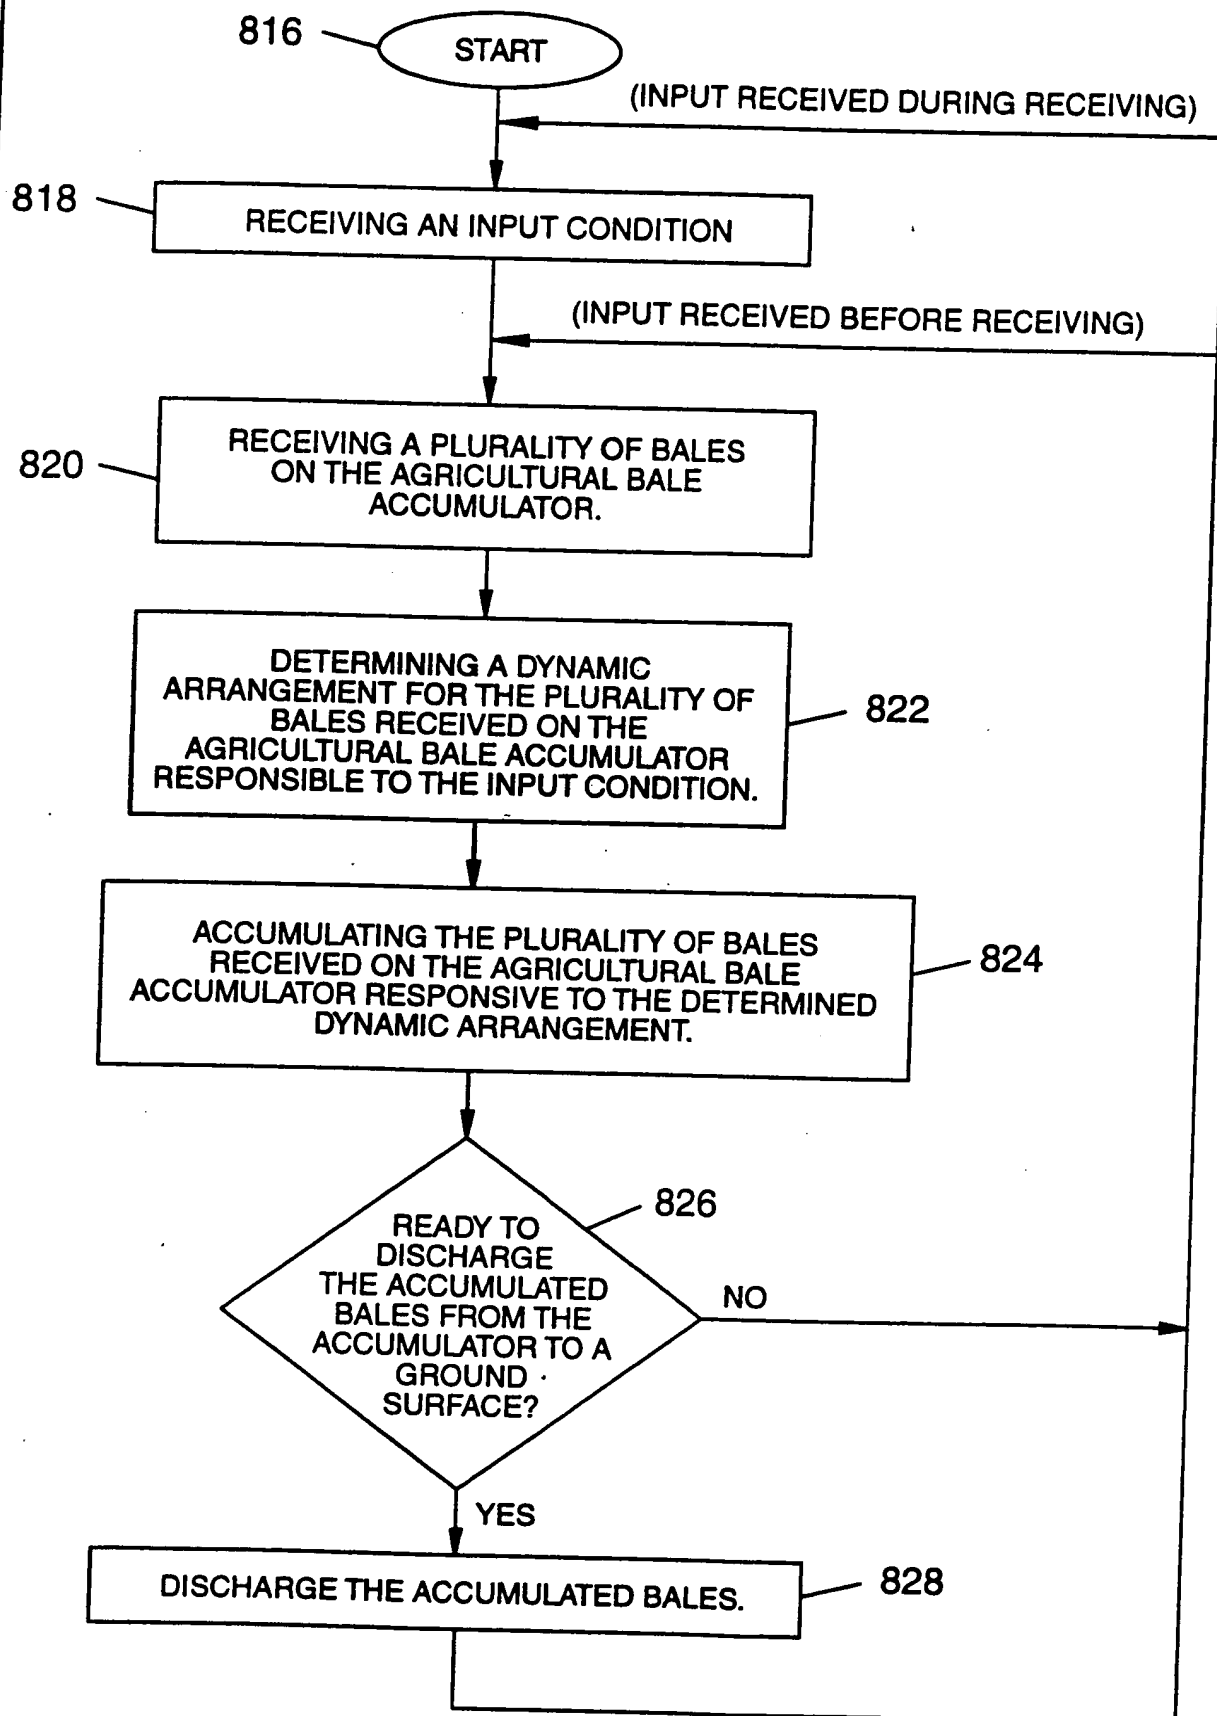 816
START
(INPUT RECEIVED DURING RECEIVING)
818
RECEIVING AN INPUT CONDITION
(INPUT RECEIVED BEFORE RECEIVING)
820
RECEIVING A PLURALITY OF BALES
ON THE AGRICULTURAL BALE
ACCUMULATOR.
DETERMINING A DYNAMIC
ARRANGEMENT FOR THE PLURALITY OF
BALES RECEIVED ON THE
AGRICULTURAL BALE ACCUMULATOR
RESPONSIBLE TO THE INPUT CONDITION.
822
ACCUMULATING THE PLURALITY OF BALES
RECEIVED ON THE AGRICULTURAL BALE
ACCUMULATOR RESPONSIVE TO THE DETERMINED
DYNAMIC ARRANGEMENT.
824
826
READY TO
DISCHARGE
THE ACCUMULATED
BALES FROM THE
ACCUMULATOR TO A
GROUND
SURFACE?
NO
YES
DISCHARGE THE ACCUMULATED BALES.
828